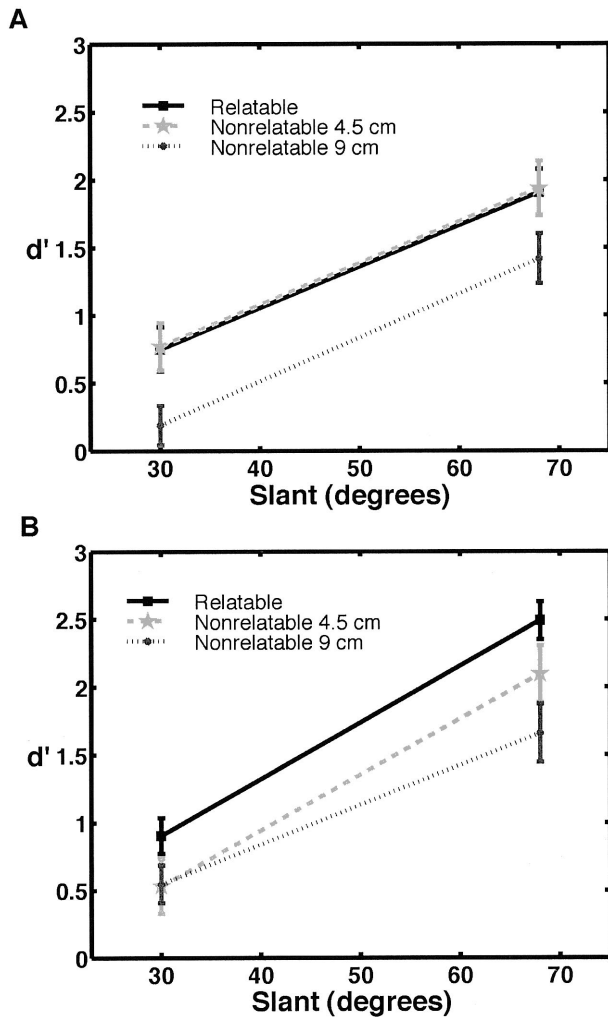 A
3
2.5
2
1.5
1
0.5
0
d'
Relatable
Nonrelatable 4.5 cm
Nonrelatable 9 cm
30 40 50 60 70
Slant (degrees)
B
3
2.5
2
1.5
1
0.5
0
d'
Relatable
Nonrelatable 4.5 cm
Nonrelatable 9 cm
30 40 50 60 70
Slant (degrees)